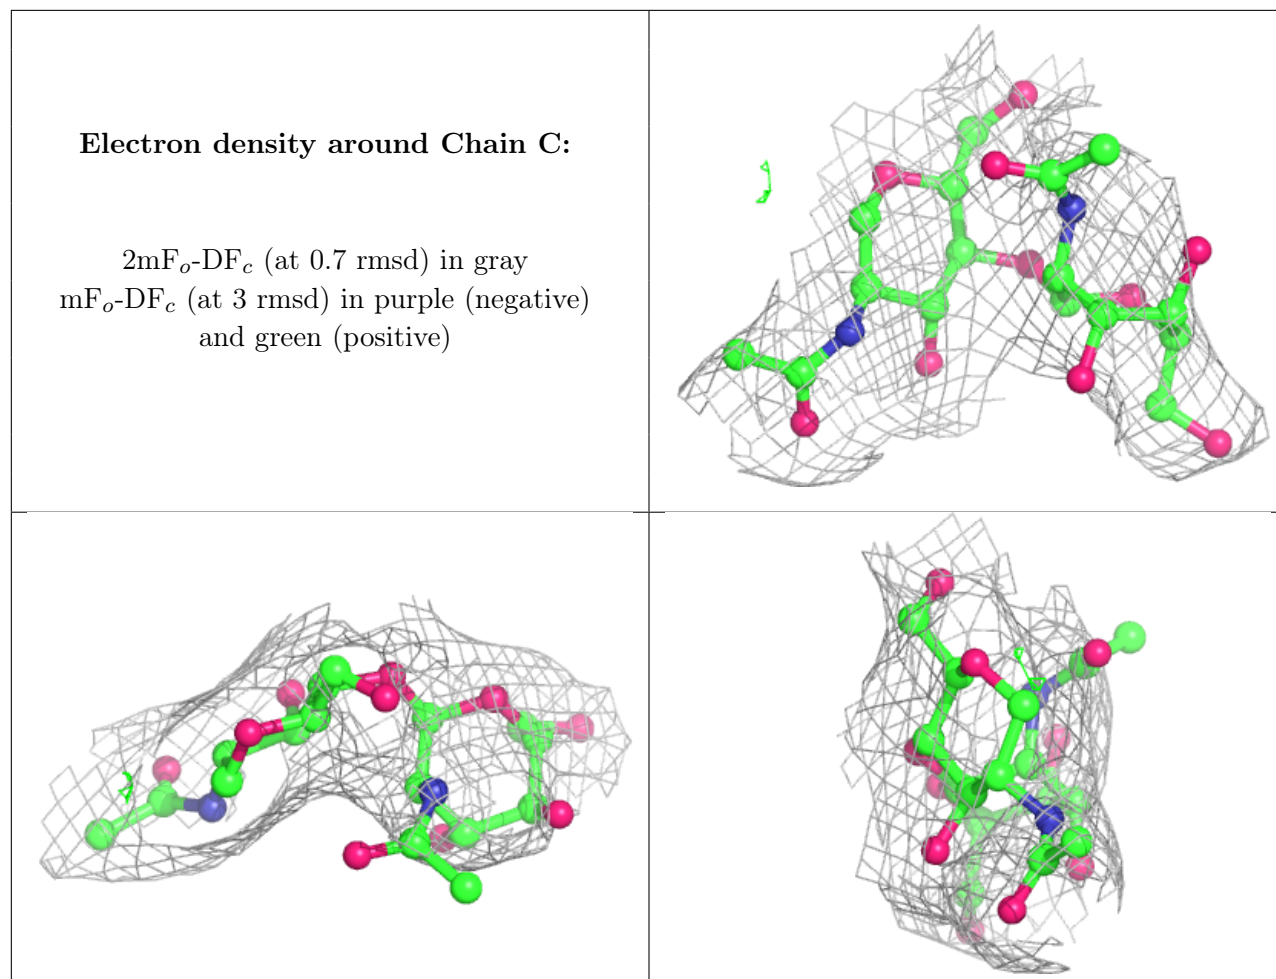 Electron density around Chain C:
2mFo-DFc (at 0.7 rmsd) in gray
mFo-DFc (at 3 rmsd) in purple (negative)
and green (positive)